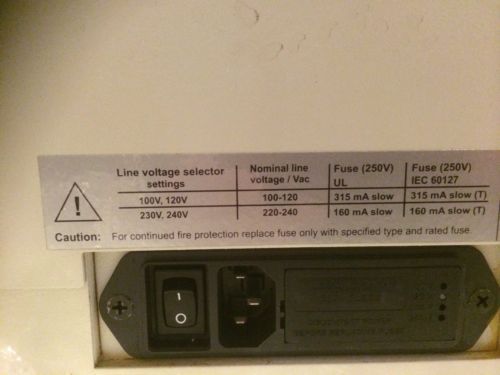 Line voltage selector settings Nominal line voltage / Vac Fuse (250V) UL Fuse (250V) IEC 60127
100V, 120V 100-120 315 mA slow 315 mA slow (T)
230V, 240V 220-240 160 mA slow 160 mA slow (T)
Caution: For continued fire protection replace fuse only with specified type and rated fuse.
I
O